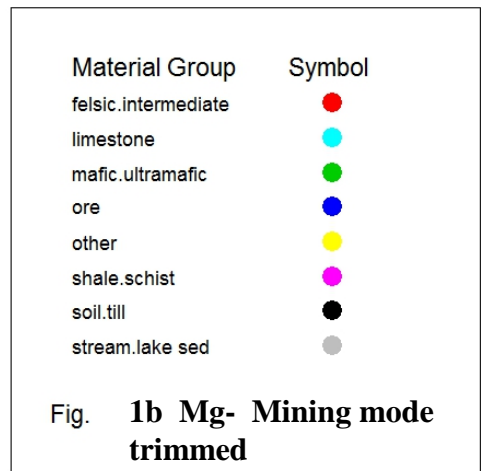 Material Group Symbol
felsic.intermediate
limestone
mafic.ultramafic
ore
other
shale.schist
soil.till
stream.lake sed
Fig. 1b Mg- Mining mode
trimmed